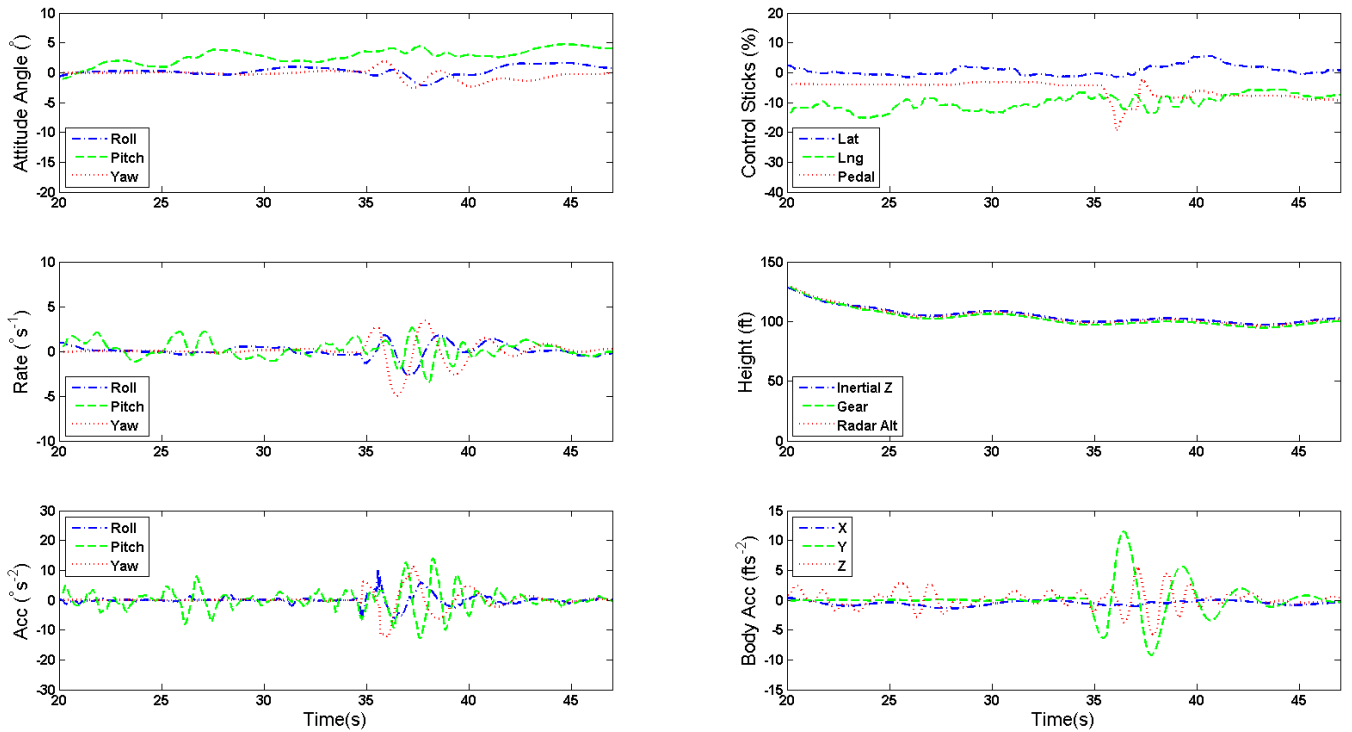 Attitude Angle (°)
10
5
0
-5
-10
-15
-20
Roll
Pitch
Yaw
20 25 30 35 40 45
Control Sticks (%)
20
10
0
-10
-20
-30
-40
Lat
Lng
Pedal
20 25 30 35 40 45
Rate (°s-1)
10
5
0
-5
-10
Roll
Pitch
Yaw
20 25 30 35 40 45
Height (ft)
150
100
50
0
Inertial Z
Gear
Radar Alt
20 25 30 35 40 45
Acc (°s-2)
30
20
10
0
-10
-20
-30
Roll
Pitch
Yaw
20 25 30 35 40 45
Time(s)
Body Acc (fts-2)
15
10
5
0
-5
-10
-15
X
Y
Z
20 25 30 35 40 45
Time(s)